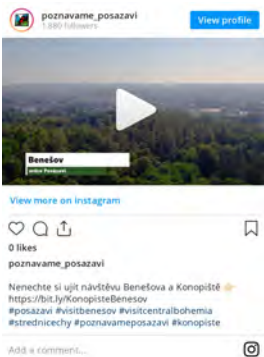 poznavame_posazavi
1,880 followers
View profile
Benešov
srdce Posázaví
View more on instagram
0 likes
poznavame_posazavi
Nenechte si ujít návštěvu Benešova a Konopiště 👉
https://bit.ly/KonopisteBenesov
#posazavi #visitbenesov #visitcentralbohemia
#strednicechy #poznavameposazavi #konopiste
Add a comment...